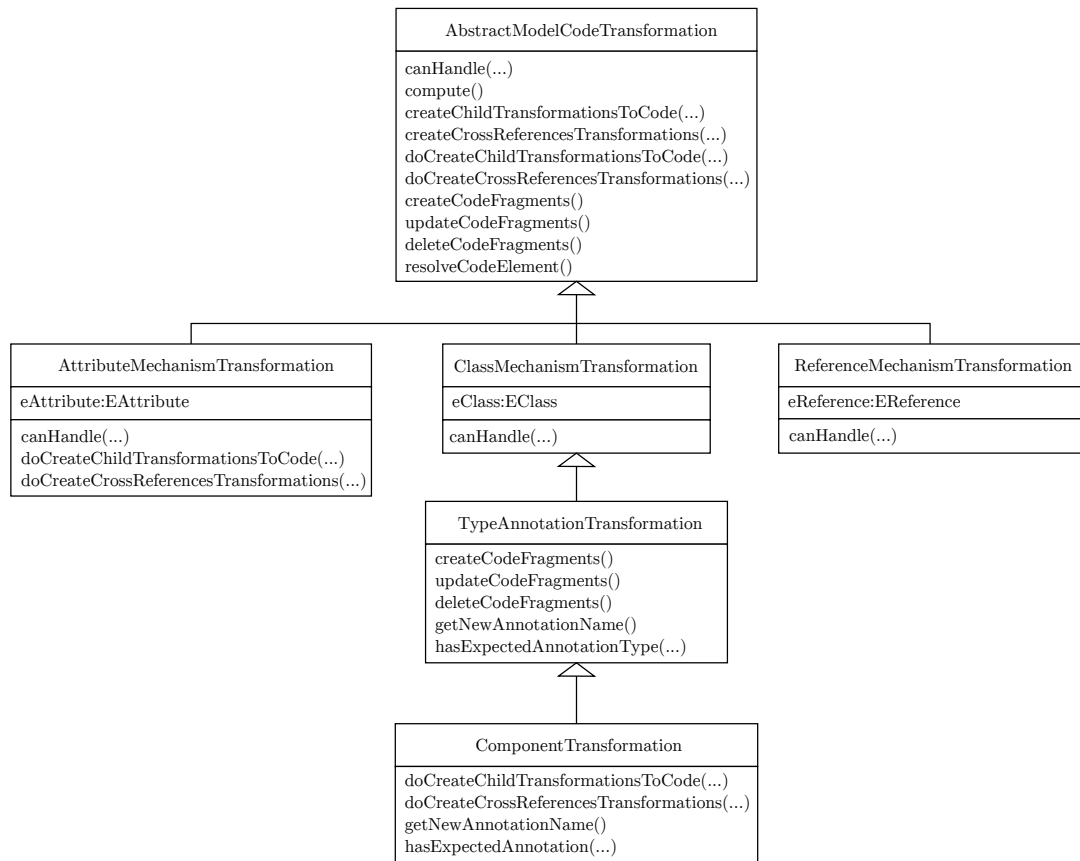 AbstractModelCodeTransformation
canHandle(...)
compute()
createChildTransformationsToCode(...)
createCrossReferencesTransformations(...)
doCreateChildTransformationsToCode(...)
doCreateCrossReferencesTransformations(...)
createCodeFragments()
updateCodeFragments()
deleteCodeFragments()
resolveCodeElement()
AttributeMechanismTransformation
eAttribute:EAttribute
canHandle(...)
doCreateChildTransformationsToCode(...)
doCreateCrossReferencesTransformations(...)
ClassMechanismTransformation
eClass:EClass
canHandle(...)
ReferenceMechanismTransformation
eReference:EReference
canHandle(...)
TypeAnnotationTransformation
createCodeFragments()
updateCodeFragments()
deleteCodeFragments()
getNewAnnotationName()
hasExpectedAnnotationType(...)
ComponentTransformation
doCreateChildTransformationsToCode(...)
doCreateCrossReferencesTransformations(...)
getNewAnnotationName()
hasExpectedAnnotation(...)